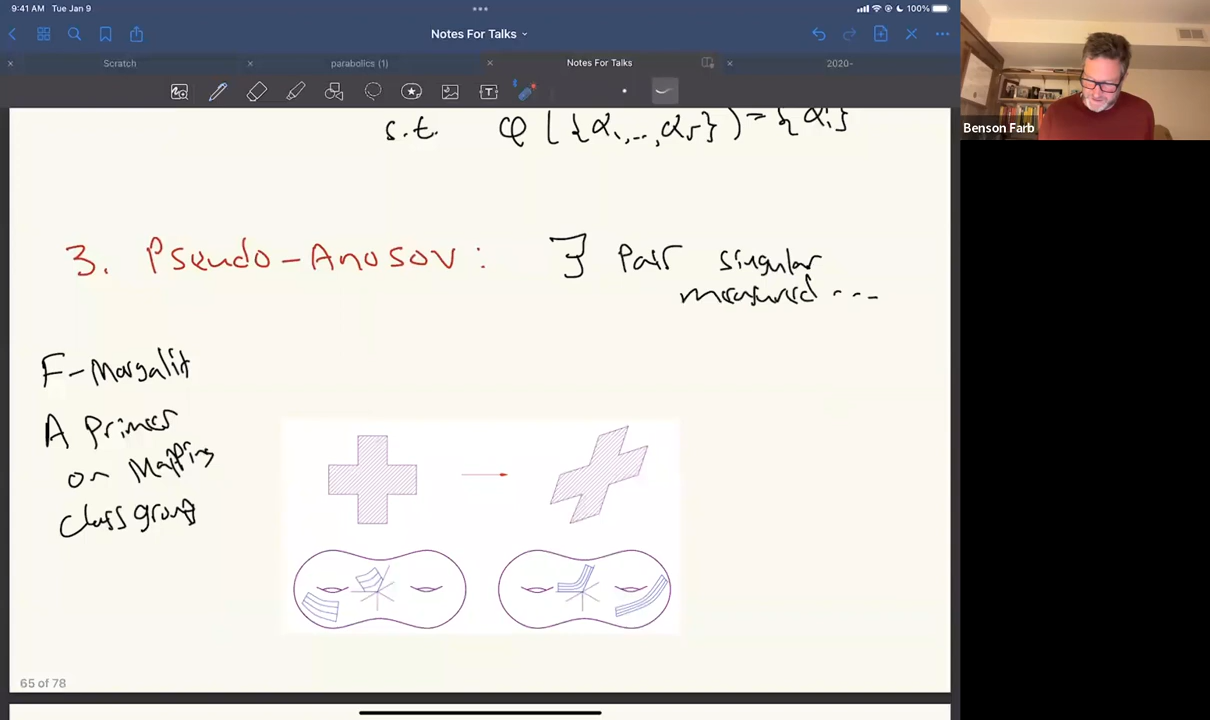 9:41 AM Tue Jan 9
100%
Notes For Talks
Scratch
parabolics (1)
Notes For Talks
2020-
s.t. φ ({α₁,..,αᵣ})={αᵢ}
3. Pseudo-Anosov: ∃ Pair singular
measured ---
F-Margalit
A Primer
on Mapping
Class groups
65 of 78
Benson Farb